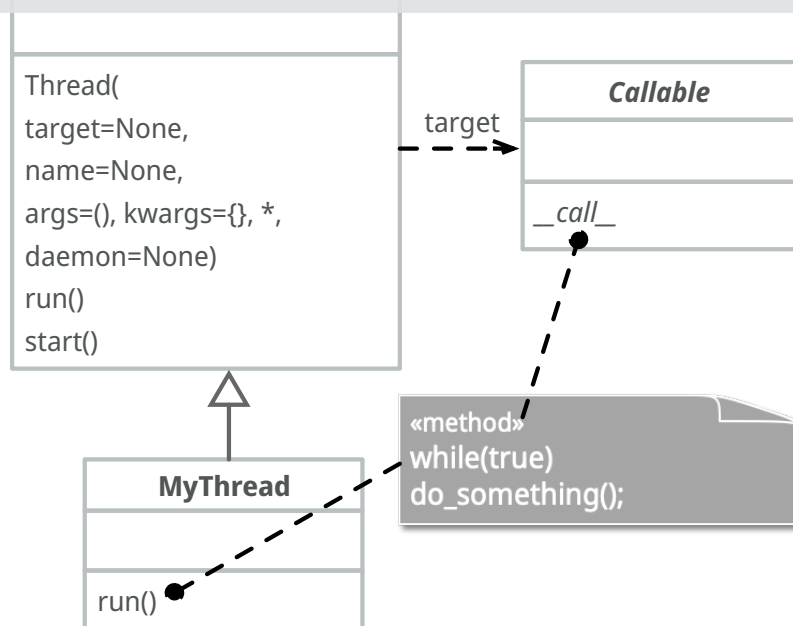 Thread(
target=None,
name=None,
args=(), kwargs={}, *,
daemon=None)
run()
start()
target
Callable
__call__
«method»
while(true)
do_something();
MyThread
run()